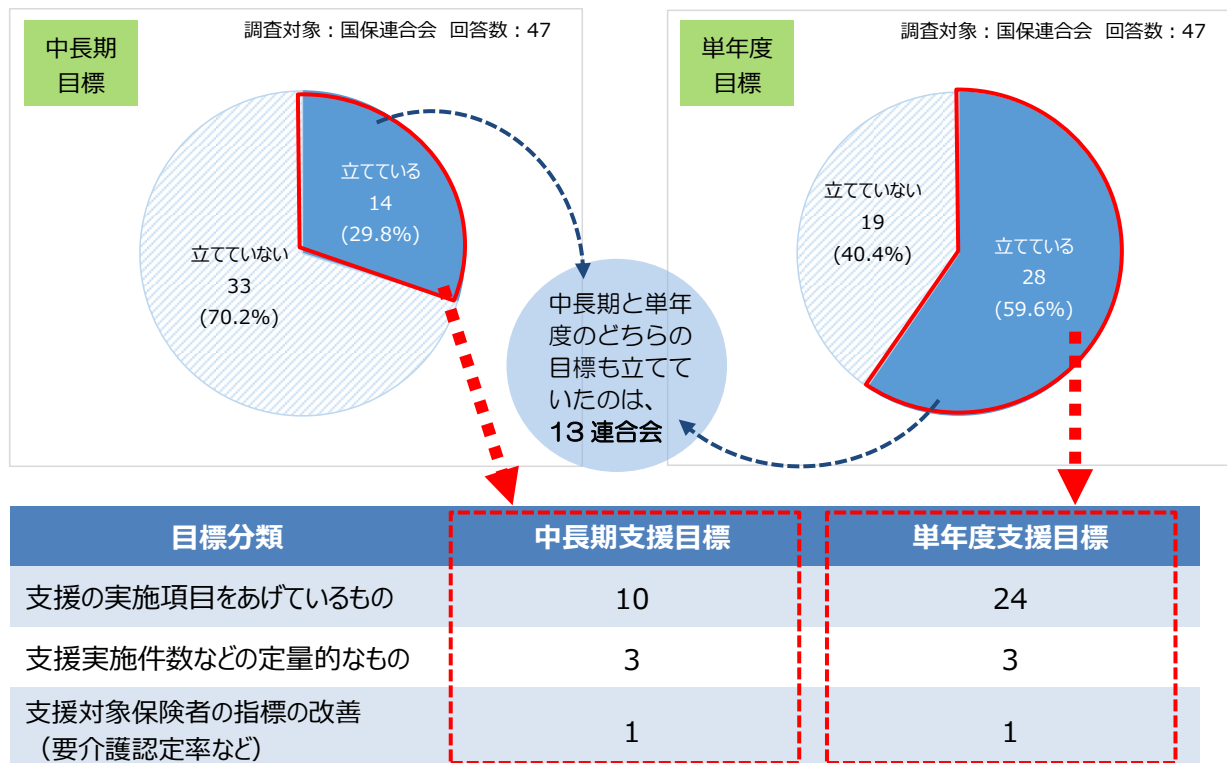 中長期
目標
調査対象：国保連合会 回答数：47
立てている
14
(29.8%)
立てていない
33
(70.2%)
単年度
目標
調査対象：国保連合会 回答数：47
立てていない
19
(40.4%)
立てている
28
(59.6%)
中長期と単年
度のどちらの
目標も立てて
いたのは、
13 連合会
目標分類 中長期支援目標 単年度支援目標
支援の実施項目をあげているもの 10 24
支援実施件数などの定量的なもの 3 3
支援対象保険者の指標の改善
（要介護認定率など） 1 1